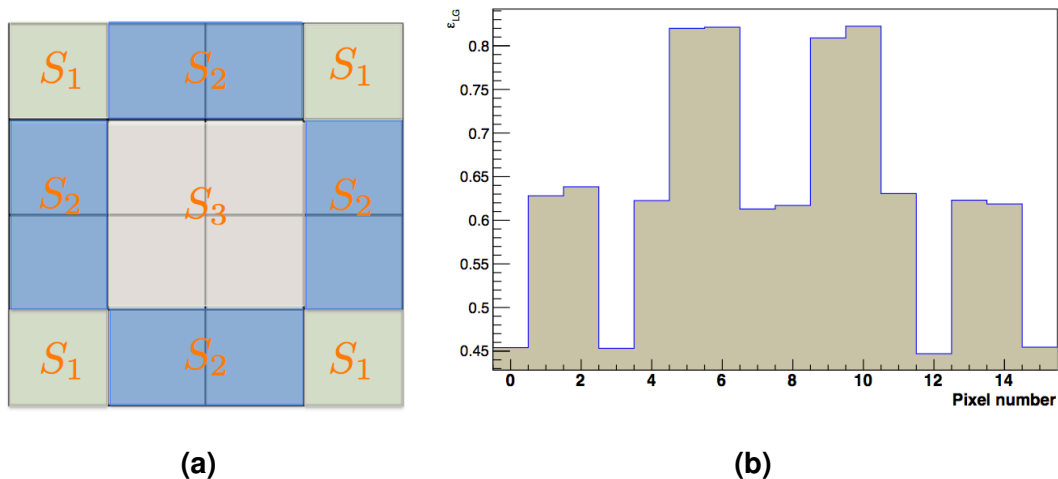 S1 S2 S1
S2 S3 S2
S1 S2 S1
(a)
εLG
0.8
0.75
0.7
0.65
0.6
0.55
0.5
0.45
0 2 4 6 8 10 12 14
Pixel number
(b)